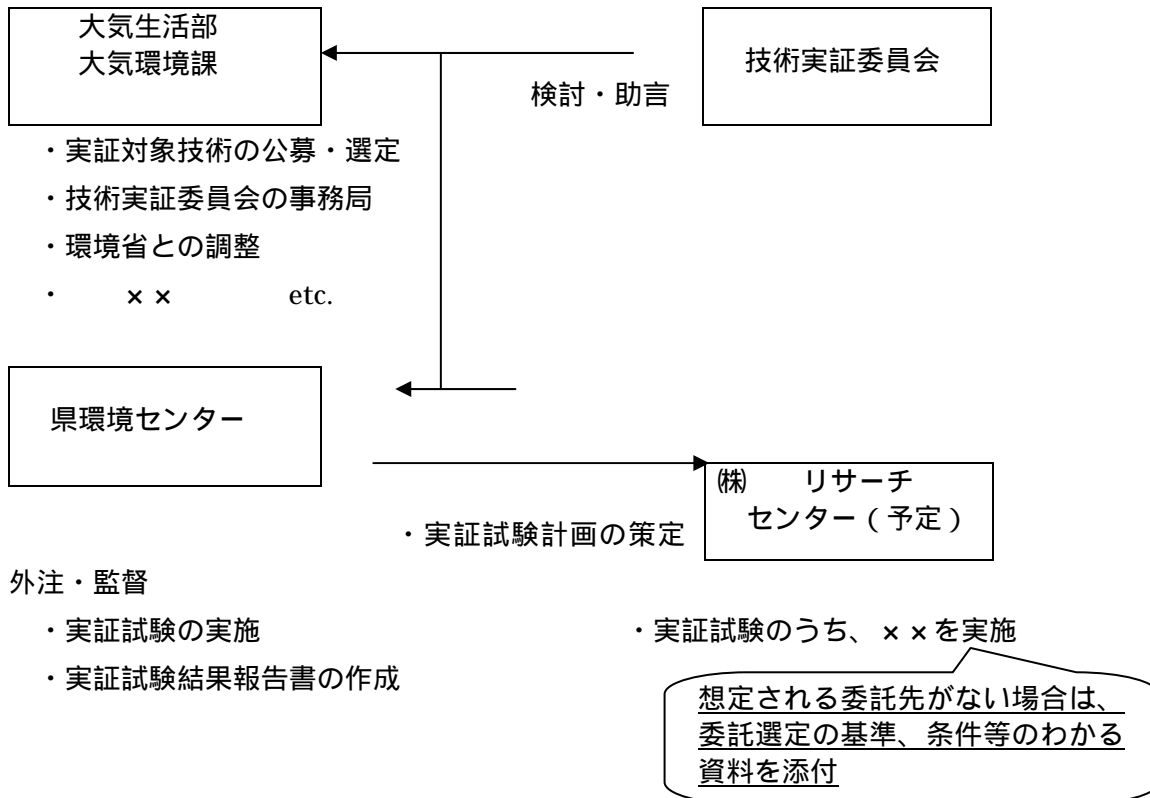 大気生活部
大気環境課
技術実証委員会
検討・助言
・実証対象技術の公募・選定
・技術実証委員会の事務局
・環境省との調整
・　　××　　　　etc.
県環境センター
㈱　　リサーチ
センター（予定）
・実証試験計画の策定
外注・監督
・実証試験の実施
・実証試験のうち、××を実施
・実証試験結果報告書の作成
想定される委託先がない場合は、
委託選定の基準、条件等のわかる
資料を添付